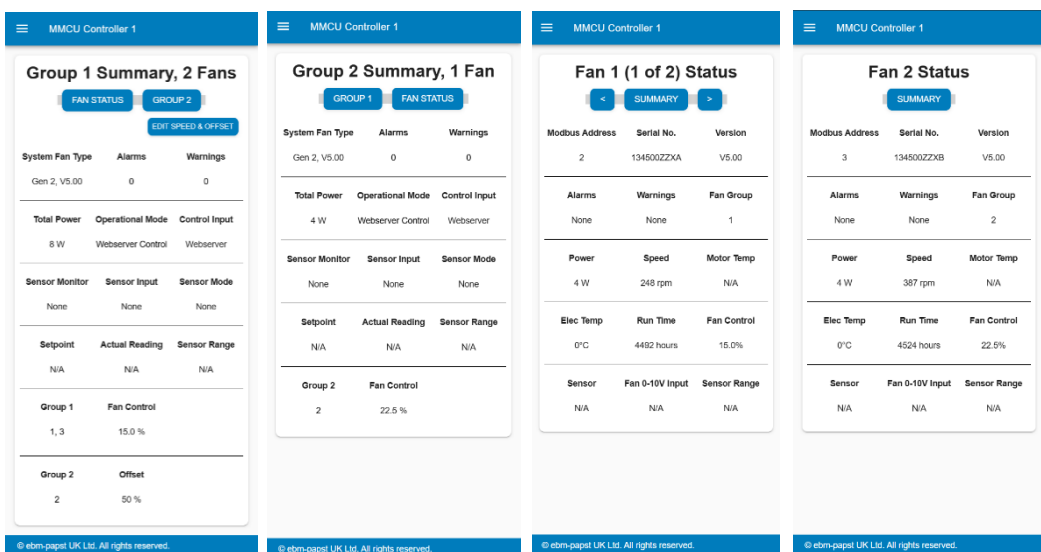 MMCU Controller 1
Group 1 Summary, 2 Fans
FAN STATUS GROUP 2
EDIT SPEED & OFFSET
System Fan Type Alarms Warnings
Gen 2, V5.00 0 0
Total Power Operational Mode Control Input
8 W Webserver Control Webserver
Sensor Monitor Sensor Input Sensor Mode
None None None
Setpoint Actual Reading Sensor Range
N/A N/A N/A
Group 1 Fan Control
1, 3 15.0 %
Group 2 Offset
2 50 %
© ebm-papst UK Ltd. All rights reserved.
MMCU Controller 1
Group 2 Summary, 1 Fan
GROUP 1 FAN STATUS
System Fan Type Alarms Warnings
Gen 2, V5.00 0 0
Total Power Operational Mode Control Input
4 W Webserver Control Webserver
Sensor Monitor Sensor Input Sensor Mode
None None None
Setpoint Actual Reading Sensor Range
N/A N/A N/A
Group 2 Fan Control
2 22.5 %
© ebm-papst UK Ltd. All rights reserved.
MMCU Controller 1
Fan 1 (1 of 2) Status
< SUMMARY >
Modbus Address Serial No. Version
2 134500ZZXA V5.00
Alarms Warnings Fan Group
None None 1
Power Speed Motor Temp
4 W 248 rpm N/A
Elec Temp Run Time Fan Control
0°C 4492 hours 15.0%
Sensor Fan 0-10V Input Sensor Range
N/A N/A N/A
© ebm-papst UK Ltd. All rights reserved.
MMCU Controller 1
Fan 2 Status
SUMMARY
Modbus Address Serial No. Version
3 134500ZZXB V5.00
Alarms Warnings Fan Group
None None 2
Power Speed Motor Temp
4 W 387 rpm N/A
Elec Temp Run Time Fan Control
0°C 4524 hours 22.5%
Sensor Fan 0-10V Input Sensor Range
N/A N/A N/A
© ebm-papst UK Ltd. All rights reserved.